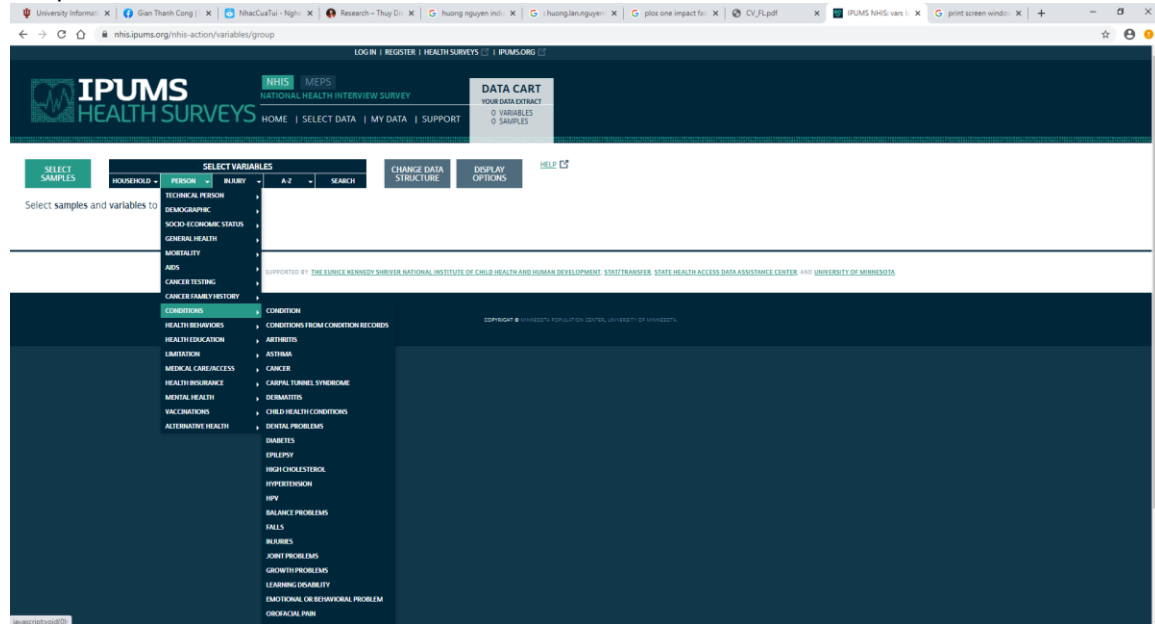 University Informati
Gian Thanh Cong |
NhacCuaTui - Nghe
Research – Thuy Di
huong nguyen indi
huong.lan.nguyen
plos one impact fac
CV_FL.pdf
IPUMS NHIS: vars b
print screen window
nhis.ipums.org/nhis-action/variables/group
LOG IN | REGISTER | HEALTH SURVEYS | IPUMS.ORG
IPUMS
HEALTH SURVEYS
NHIS MEPS
NATIONAL HEALTH INTERVIEW SURVEY
HOME | SELECT DATA | MY DATA | SUPPORT
DATA CART
YOUR DATA EXTRACT
0 VARIABLES
0 SAMPLES
SELECT
SAMPLES
SELECT VARIABLES
HOUSEHOLD PERSON INJURY A-Z SEARCH
CHANGE DATA
STRUCTURE
DISPLAY
OPTIONS
HELP
Select samples and variables to
TECHNICAL PERSON
DEMOGRAPHIC
SOCIO-ECONOMIC STATUS
GENERAL HEALTH
MORTALITY
AIDS
CANCER TESTING
CANCER FAMILY HISTORY
CONDITIONS
HEALTH BEHAVIORS
HEALTH EDUCATION
LIMITATION
MEDICAL CARE/ACCESS
HEALTH INSURANCE
MENTAL HEALTH
VACCINATIONS
ALTERNATIVE HEALTH
SUPPORTED BY: THE EUNICE KENNEDY SHRIVER NATIONAL INSTITUTE OF CHILD HEALTH AND HUMAN DEVELOPMENT, STAT/TRANSFER, STATE HEALTH ACCESS DATA ASSISTANCE CENTER, AND UNIVERSITY OF MINNESOTA.
COPYRIGHT © MINNESOTA POPULATION CENTER, UNIVERSITY OF MINNESOTA.
CONDITION
CONDITIONS FROM CONDITION RECORDS
ARTHRITIS
ASTHMA
CANCER
CARPAL TUNNEL SYNDROME
DERMATITIS
CHILD HEALTH CONDITIONS
DENTAL PROBLEMS
DIABETES
EPILEPSY
HIGH CHOLESTEROL
HYPERTENSION
HPV
BALANCE PROBLEMS
FALLS
INJURIES
JOINT PROBLEMS
GROWTH PROBLEMS
LEARNING DISABILITY
EMOTIONAL OR BEHAVIORAL PROBLEM
OROFACIAL PAIN
javascript:void(0)